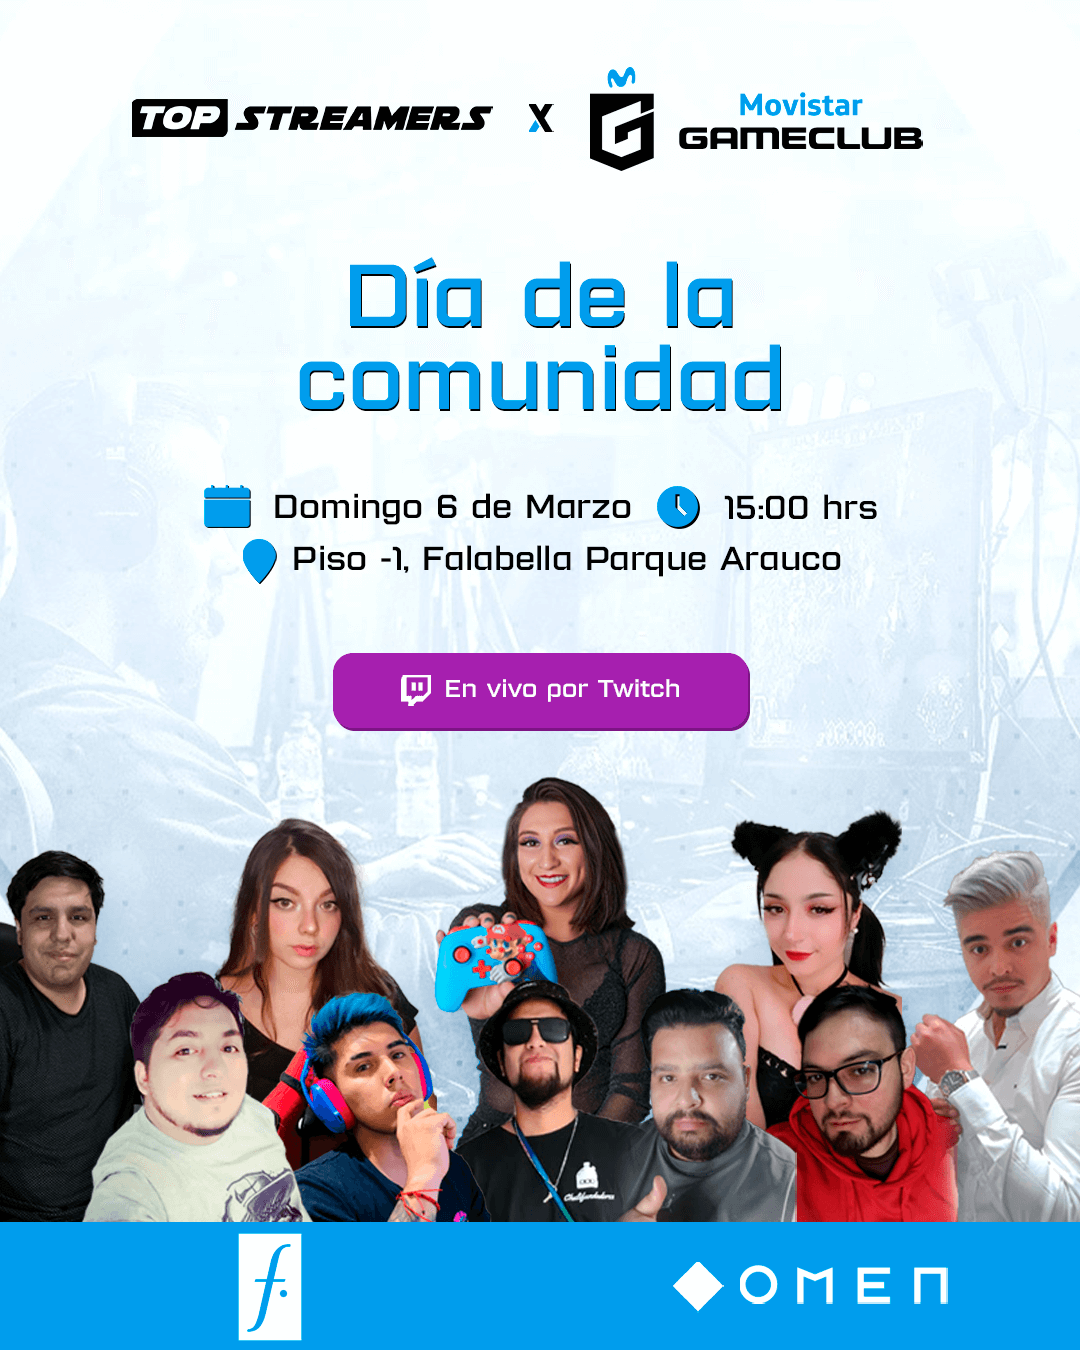 TOP STREAMERS X G Movistar
GAMECLUB
Día de la
comunidad
Domingo 6 de Marzo 15:00 hrs
Piso -1, Falabella Parque Arauco
En vivo por Twitch
f.
OMEN